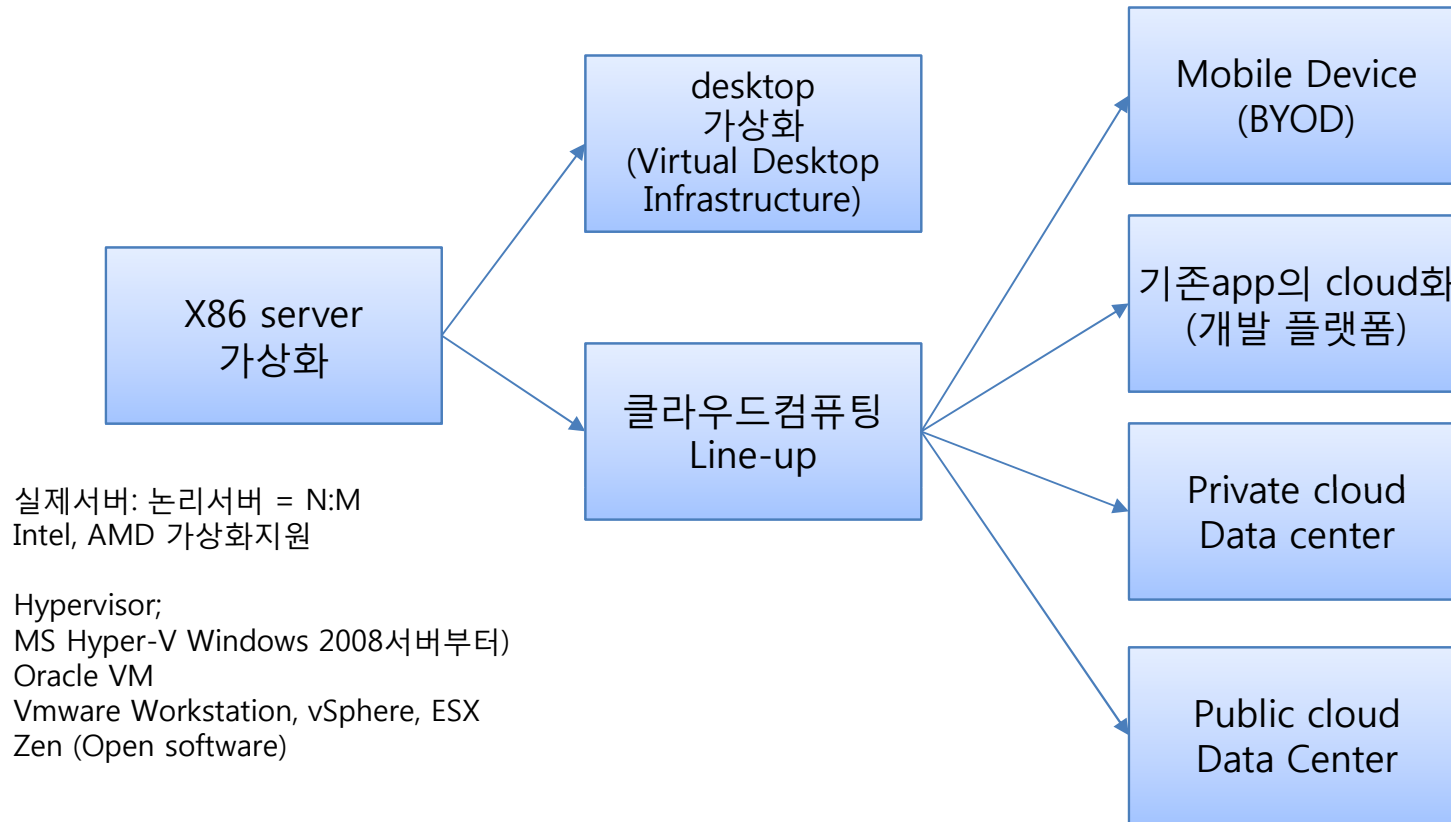 X86 server
가상화
실제서버: 논리서버 = N:M
Intel, AMD 가상화지원
Hypervisor;
MS Hyper-V Windows 2008서버부터)
Oracle VM
Vmware Workstation, vSphere, ESX
Zen (Open software)
desktop
가상화
(Virtual Desktop
Infrastructure)
클라우드컴퓨팅
Line-up
Mobile Device
(BYOD)
기존app의 cloud화
(개발 플랫폼)
Private cloud
Data center
Public cloud
Data Center